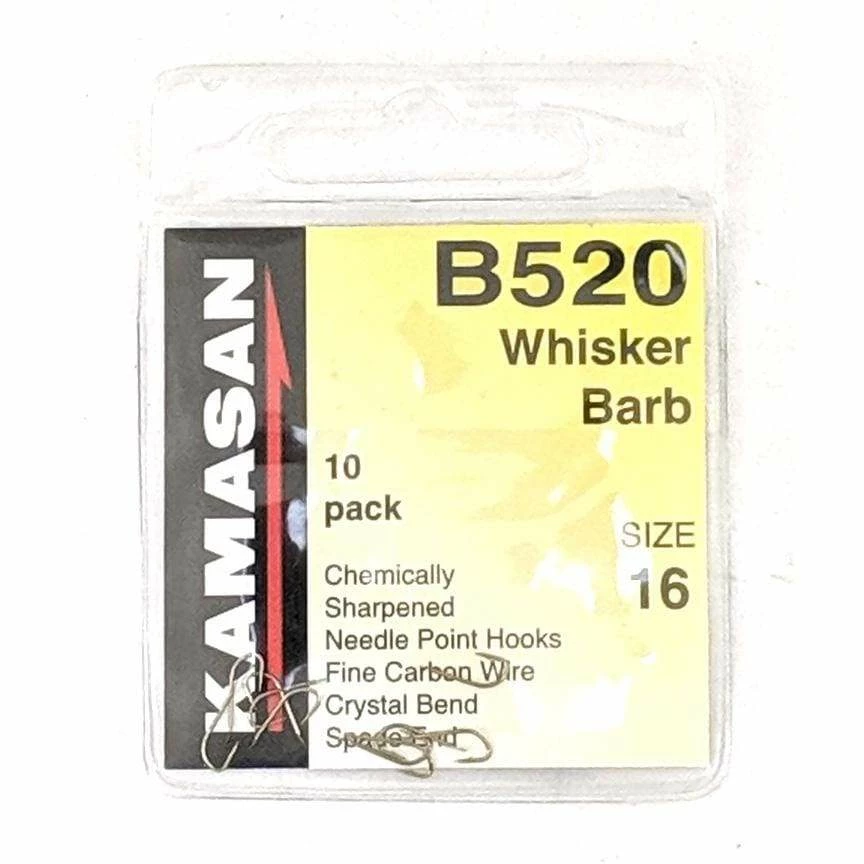 KAMASAN
B520
Whisker
Barb
10
pack
SIZE
16
Chemically
Sharpened
Needle Point Hooks
Fine Carbon Wire
Crystal Bend
Spade End